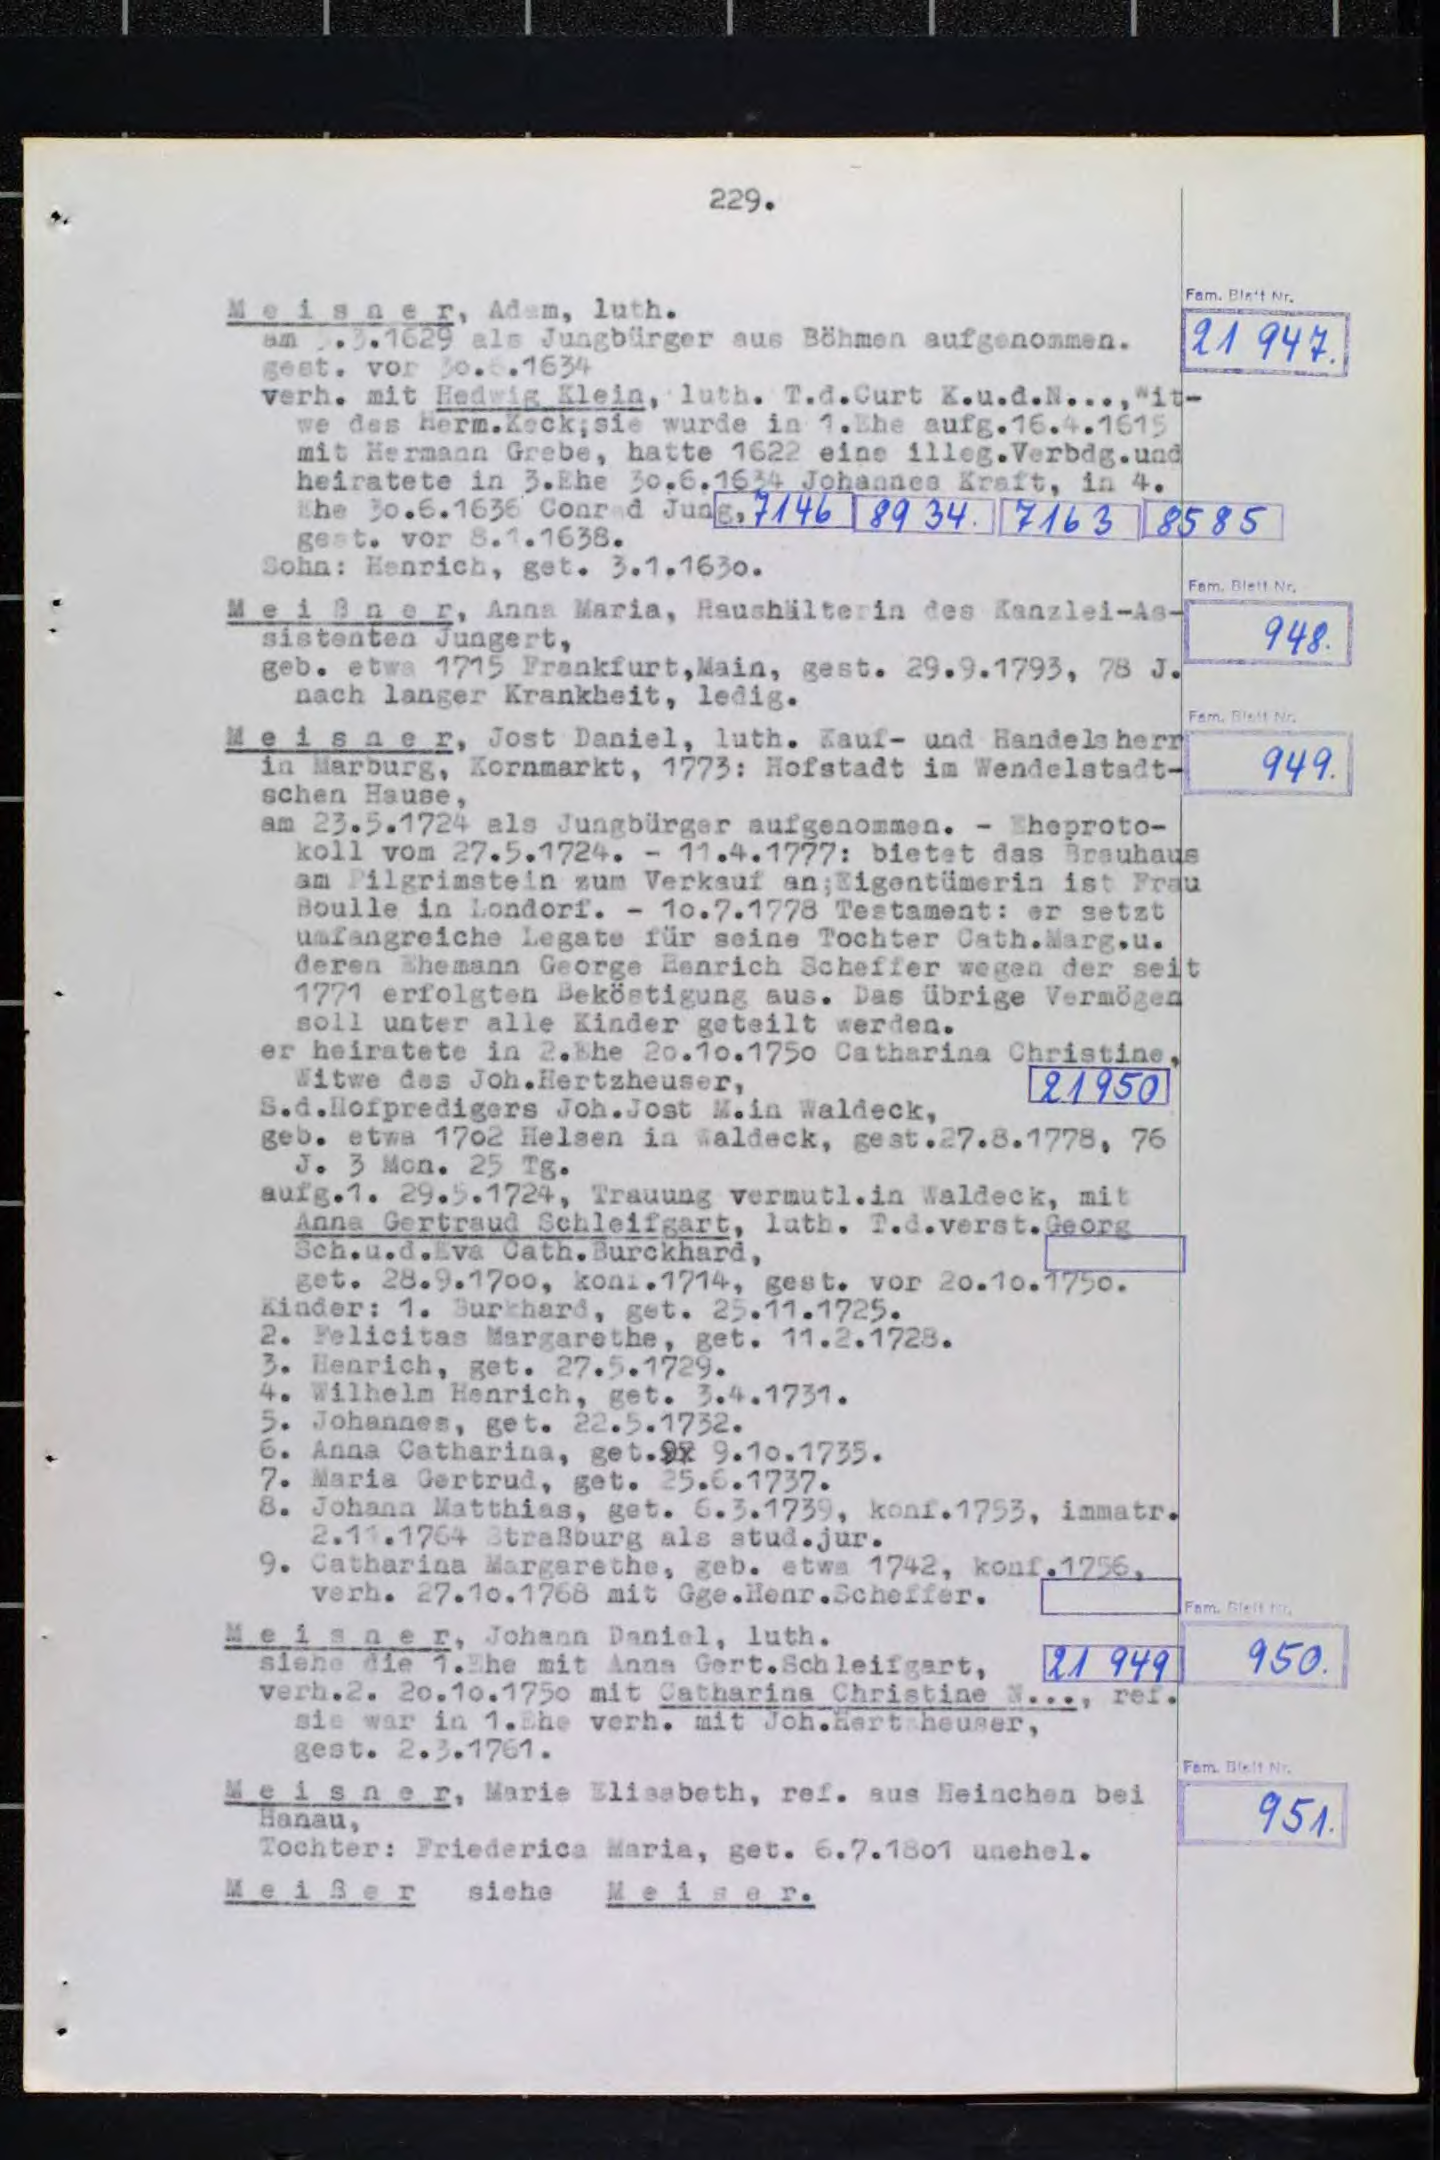 229.
Fam. Blatt Nr.
M e i s n e r, Adam, luth.
21 947.
am .3.1629 als Jungbürger aus Böhmen aufgenommen.
gest. vor 30.6.1634
verh. mit Hedwig Klein, luth. T.d.Curt K.u.d.N...,Wit-
we des Herm.Keck;sie wurde in 1.Ehe aufg.16.4.1615
mit Hermann Grebe, hatte 1622 eine illeg.Verbdg.und
heiratete in 3.Ehe 30.6.1634 Johannes Kraft, in 4.
Ehe 30.6.1636 Conrad Jung, 7146 8934. 7163 8585
gest. vor 8.1.1638.
Sohn: Henrich, get. 3.1.1630.
Fam. Blatt Nr.
M e i ß n e r, Anna Maria, Haushälterin des Kanzlei-As-
948.
sistenten Jungert,
geb. etwa 1715 Frankfurt,Main, gest. 29.9.1793, 78 J.
nach langer Krankheit, ledig.
Fam. Blatt Nr.
M e i s n e r, Jost Daniel, luth. Kauf- und Handelsherr
949.
in Marburg, Kornmarkt, 1773: Hofstadt im Wendelstadt-
schen Hause,
am 23.5.1724 als Jungbürger aufgenommen. - Eheproto-
koll vom 27.5.1724. - 11.4.1777: bietet das Brauhaus
am Pilgrimstein zum Verkauf an;Eigentümerin ist Frau
Boulle in Londorf. - 1o.7.1778 Testament: er setzt
umfangreiche Legate für seine Tochter Cath.Marg.u.
deren Ehemann George Henrich Scheffer wegen der seit
1771 erfolgten Beköstigung aus. Das übrige Vermögen
soll unter alle Kinder geteilt werden.
er heiratete in 2.Ehe 2o.1o.175o Catharina Christine,
Witwe des Joh.Hertzheuser, 21950
S.d.Hofpredigers Joh.Jost M.in Waldeck,
geb. etwa 17o2 Helsen in Waldeck, gest.27.8.1778, 76
J. 3 Mon. 25 Tg.
aufg.1. 29.5.1724, Trauung vermutl.in Waldeck, mit
Anna Gertraud Schleifgart, luth. T.d.verst.Georg
Sch.u.d.Eva Cath.Burckhard,
get. 28.9.17oo, konf.1714, gest. vor 2o.1o.175o.
Kinder: 1. Burkhard, get. 25.11.1725.
2. Felicitas Margarethe, get. 11.2.1728.
3. Henrich, get. 27.5.1729.
4. Wilhelm Henrich, get. 3.4.1731.
5. Johannes, get. 22.5.1732.
6. Anna Catharina, get. 9.1o.1735.
7. Maria Gertrud, get. 25.6.1737.
8. Johann Matthias, get. 6.3.1739, konf.1753, immatr.
2.11.1764 Straßburg als stud.jur.
9. Catharina Margarethe, geb. etwa 1742, konf.1756,
verh. 27.1o.1768 mit Gge.Henr.Scheffer.
Fam. Blatt Nr.
M e i s n e r, Johann Daniel, luth.
siehe die 1.Ehe mit Anna Gert.Schleifgart, 21 949 950.
verh.2. 2o.1o.175o mit Catharina Christine N..., ref.
sie war in 1.Ehe verh. mit Joh.Hertzheuser,
gest. 2.3.1761.
Fam. Blatt Nr.
M e i s n e r, Marie Elisabeth, ref. aus Heinchen bei
951.
Hanau,
Tochter: Friederica Maria, get. 6.7.18o1 unehel.
M e i ß e r siehe M e i s e r.